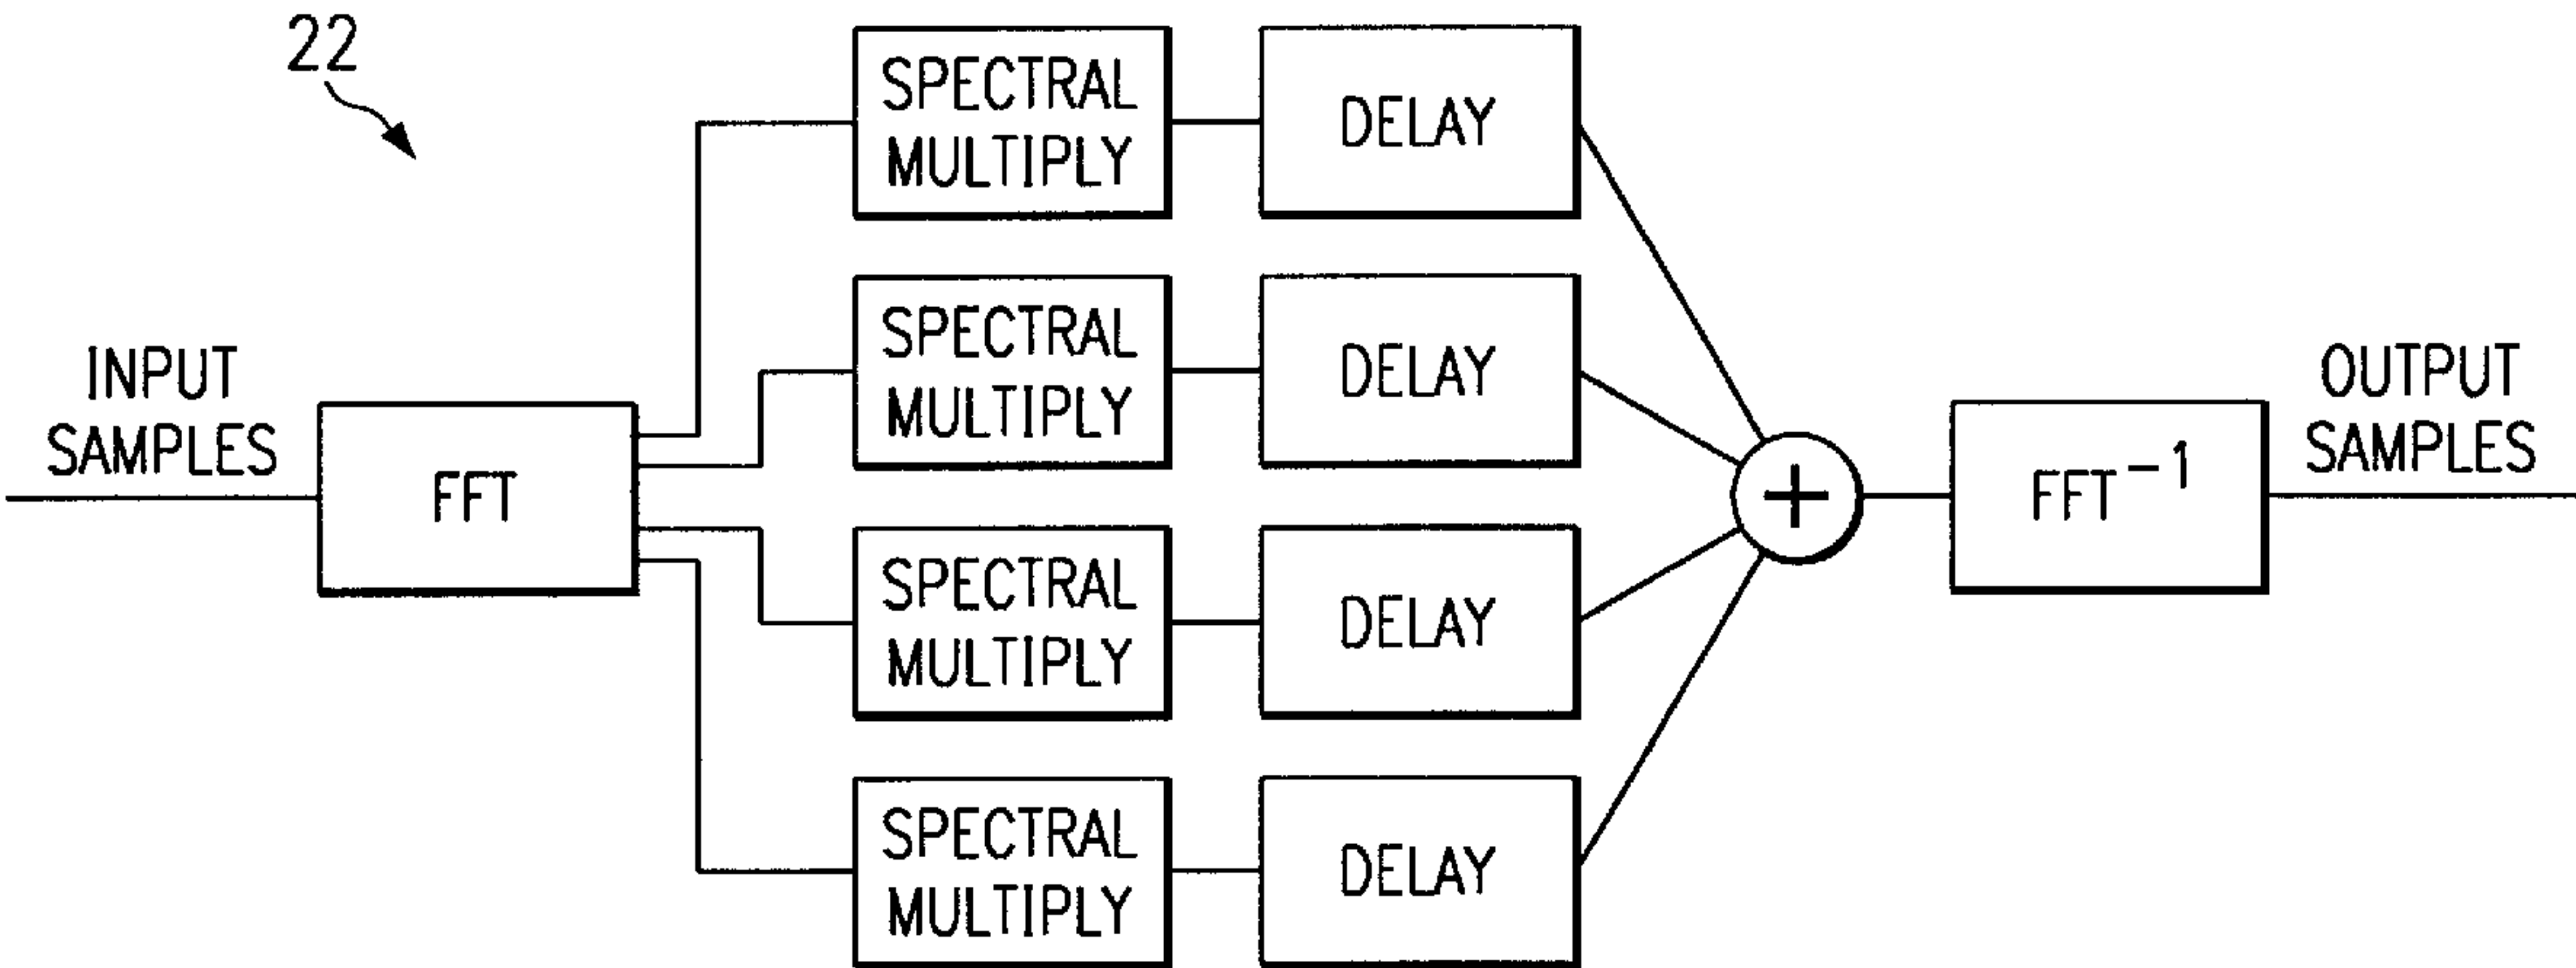 22
INPUT
SAMPLES
FFT
SPECTRAL
MULTIPLY
DELAY
SPECTRAL
MULTIPLY
DELAY
SPECTRAL
MULTIPLY
DELAY
SPECTRAL
MULTIPLY
DELAY
+
FFT⁻¹
OUTPUT
SAMPLES